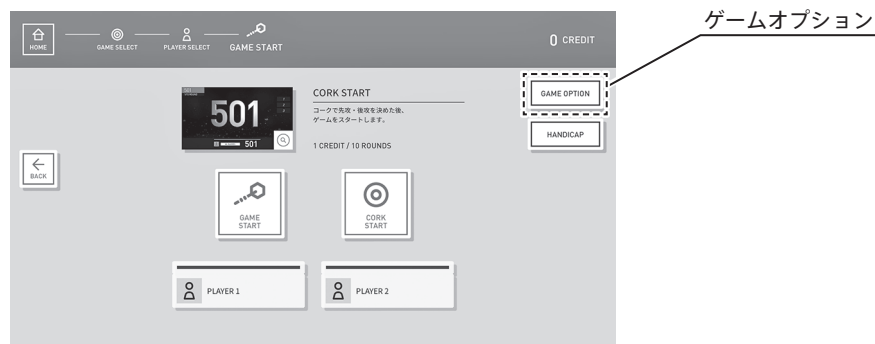 ゲームオプション
HOME
GAME SELECT
PLAYER SELECT
GAME START
0 CREDIT
501
501
CORK START
コークで先攻・後攻を決めた後、
ゲームをスタートします。
1 CREDIT / 10 ROUNDS
GAME OPTION
HANDICAP
BACK
GAME
START
CORK
START
PLAYER 1
PLAYER 2